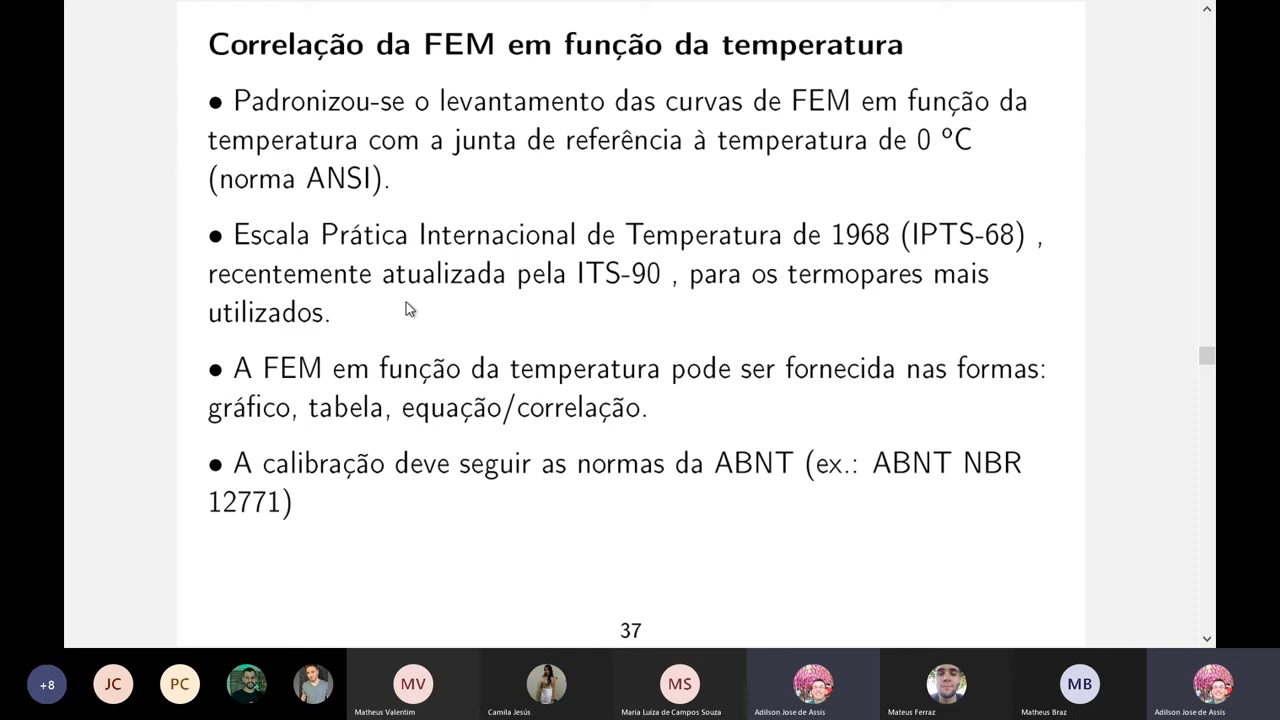 Correlação da FEM em função da temperatura
• Padronizou-se o levantamento das curvas de FEM em função da
temperatura com a junta de referência à temperatura de 0 ºC
(norma ANSI).
• Escala Prática Internacional de Temperatura de 1968 (IPTS-68) ,
recentemente atualizada pela ITS-90 , para os termopares mais
utilizados.
• A FEM em função da temperatura pode ser fornecida nas formas:
gráfico, tabela, equação/correlação.
• A calibração deve seguir as normas da ABNT (ex.: ABNT NBR
12771)
37
+8
JC
PC
MV
MS
MB
Matheus Valentim
Camila Jesús
Maria Luiza de Campos Souza
Adilson Jose de Assis
Mateus Ferraz
Matheus Braz
Adilson Jose de Assis